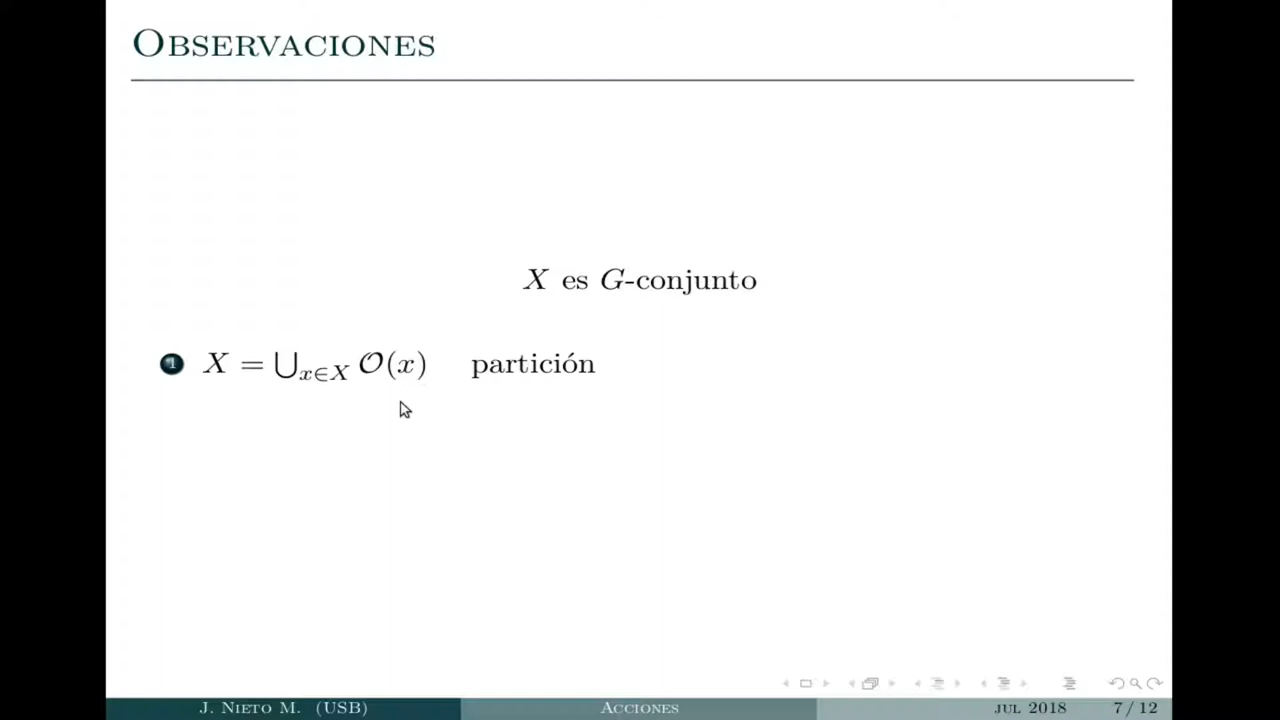 Observaciones
X es G-conjunto
1 X = ⋃x∈X 𝒪(x) partición
J. Nieto M. (USB) Acciones jul 2018 7 / 12